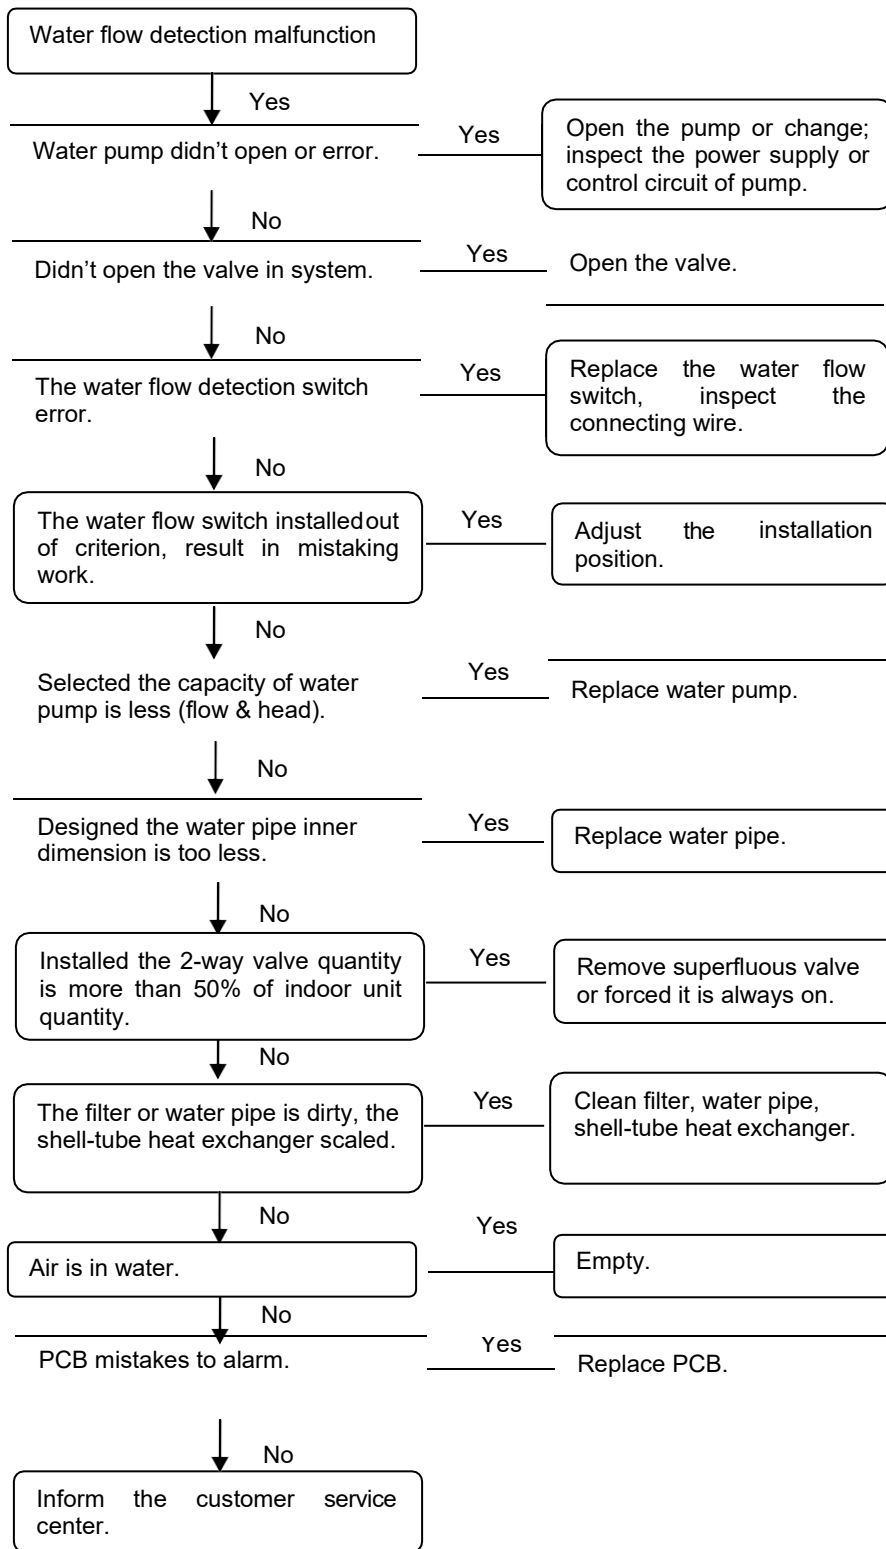 Water flow detection malfunction
Yes
Water pump didn’t open or error.
Yes
Open the pump or change;
inspect the power supply or
control circuit of pump.
No
Didn’t open the valve in system.
Yes
Open the valve.
No
The water flow detection switch
error.
Yes
Replace the water flow
switch, inspect the
connecting wire.
No
The water flow switch installed out
of criterion, result in mistaking
work.
Yes
Adjust the installation
position.
No
Selected the capacity of water
pump is less (flow & head).
Yes
Replace water pump.
No
Designed the water pipe inner
dimension is too less.
Yes
Replace water pipe.
No
Installed the 2-way valve quantity
is more than 50% of indoor unit
quantity.
Yes
Remove superfluous valve
or forced it is always on.
No
The filter or water pipe is dirty, the
shell-tube heat exchanger scaled.
Yes
Clean filter, water pipe,
shell-tube heat exchanger.
No
Air is in water.
Yes
Empty.
No
PCB mistakes to alarm.
Yes
Replace PCB.
No
Inform the customer service
center.